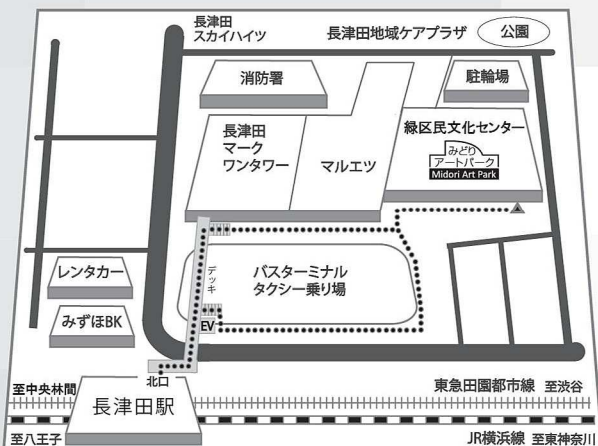 長津田
スカイハイツ
長津田地域ケアプラザ
公園
消防署
駐輪場
長津田
マーク
ワンタワー
マルエツ
緑区民文化センター
みどり
アートパーク
Midori Art Park
レンタカー
みずほBK
デッキ
バスターミナル
タクシー乗り場
EV
北口
至中央林間
長津田駅
東急田園都市線 至渋谷
至八王子
JR横浜線 至東神奈川